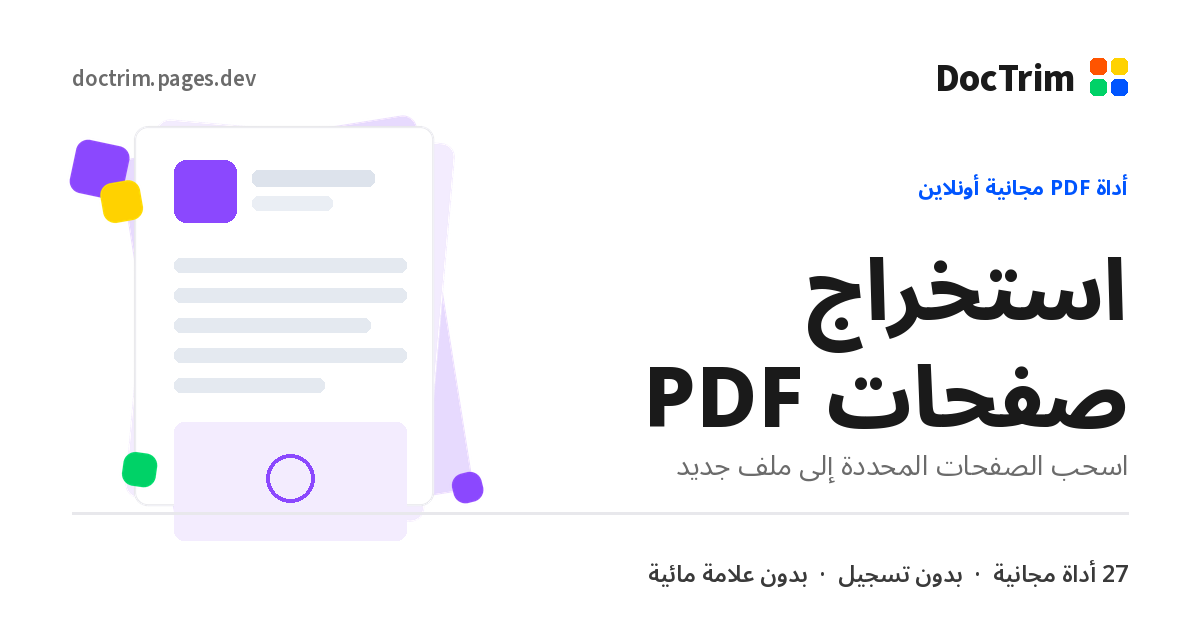 DocTrim
doctrim.pages.dev
أداة PDF مجانية أونلاين
استخراج
صفحات PDF
اسحب الصفحات المحددة إلى ملف جديد
27 أداة مجانية · بدون تسجيل · بدون علامة مائية